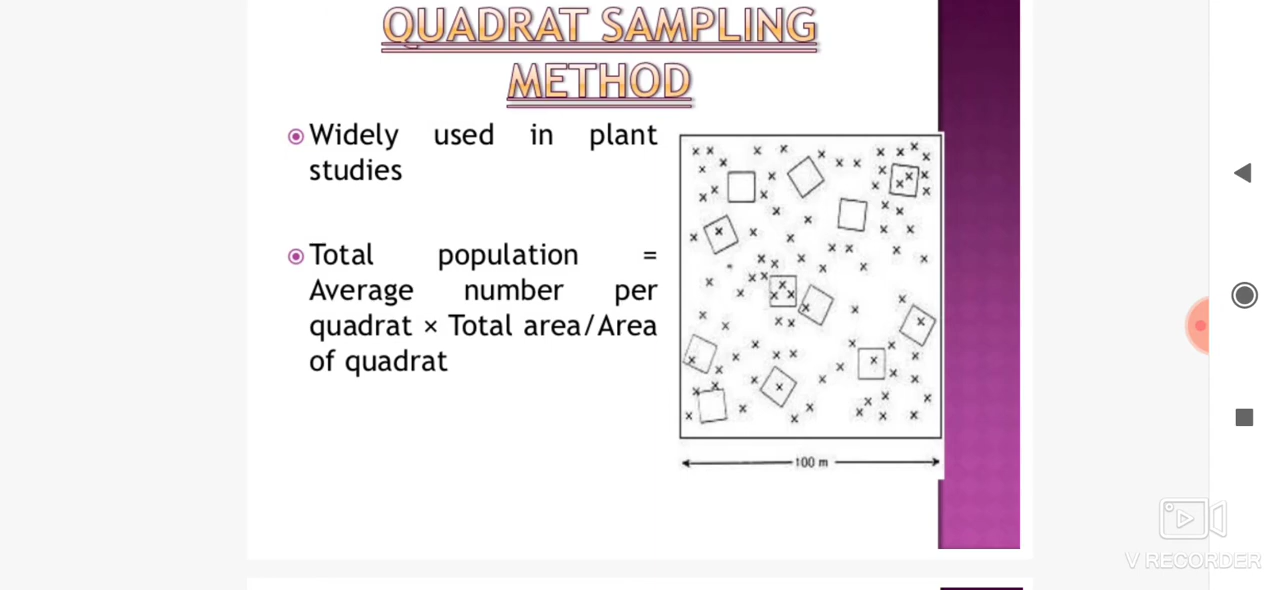 QUADRAT SAMPLING
METHOD
Widely used in plant
studies
Total population =
Average number per
quadrat × Total area/Area
of quadrat
100 m
V RECORDER